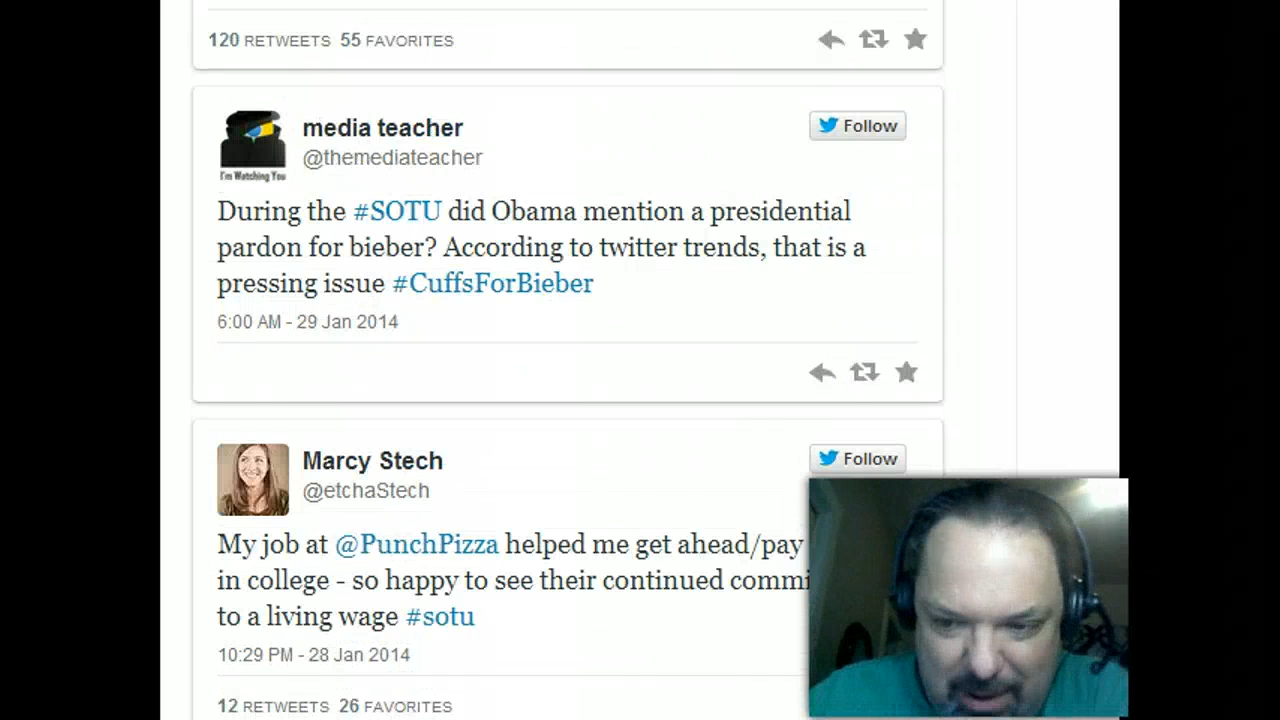 120 RETWEETS 55 FAVORITES
media teacher
Follow
@themediateacher
I'm Watching You
During the #SOTU did Obama mention a presidential
pardon for bieber? According to twitter trends, that is a
pressing issue #CuffsForBieber
6:00 AM - 29 Jan 2014
Marcy Stech
Follow
@etchaStech
My job at @PunchPizza helped me get ahead/pay
in college - so happy to see their continued commi
to a living wage #sotu
10:29 PM - 28 Jan 2014
12 RETWEETS 26 FAVORITES